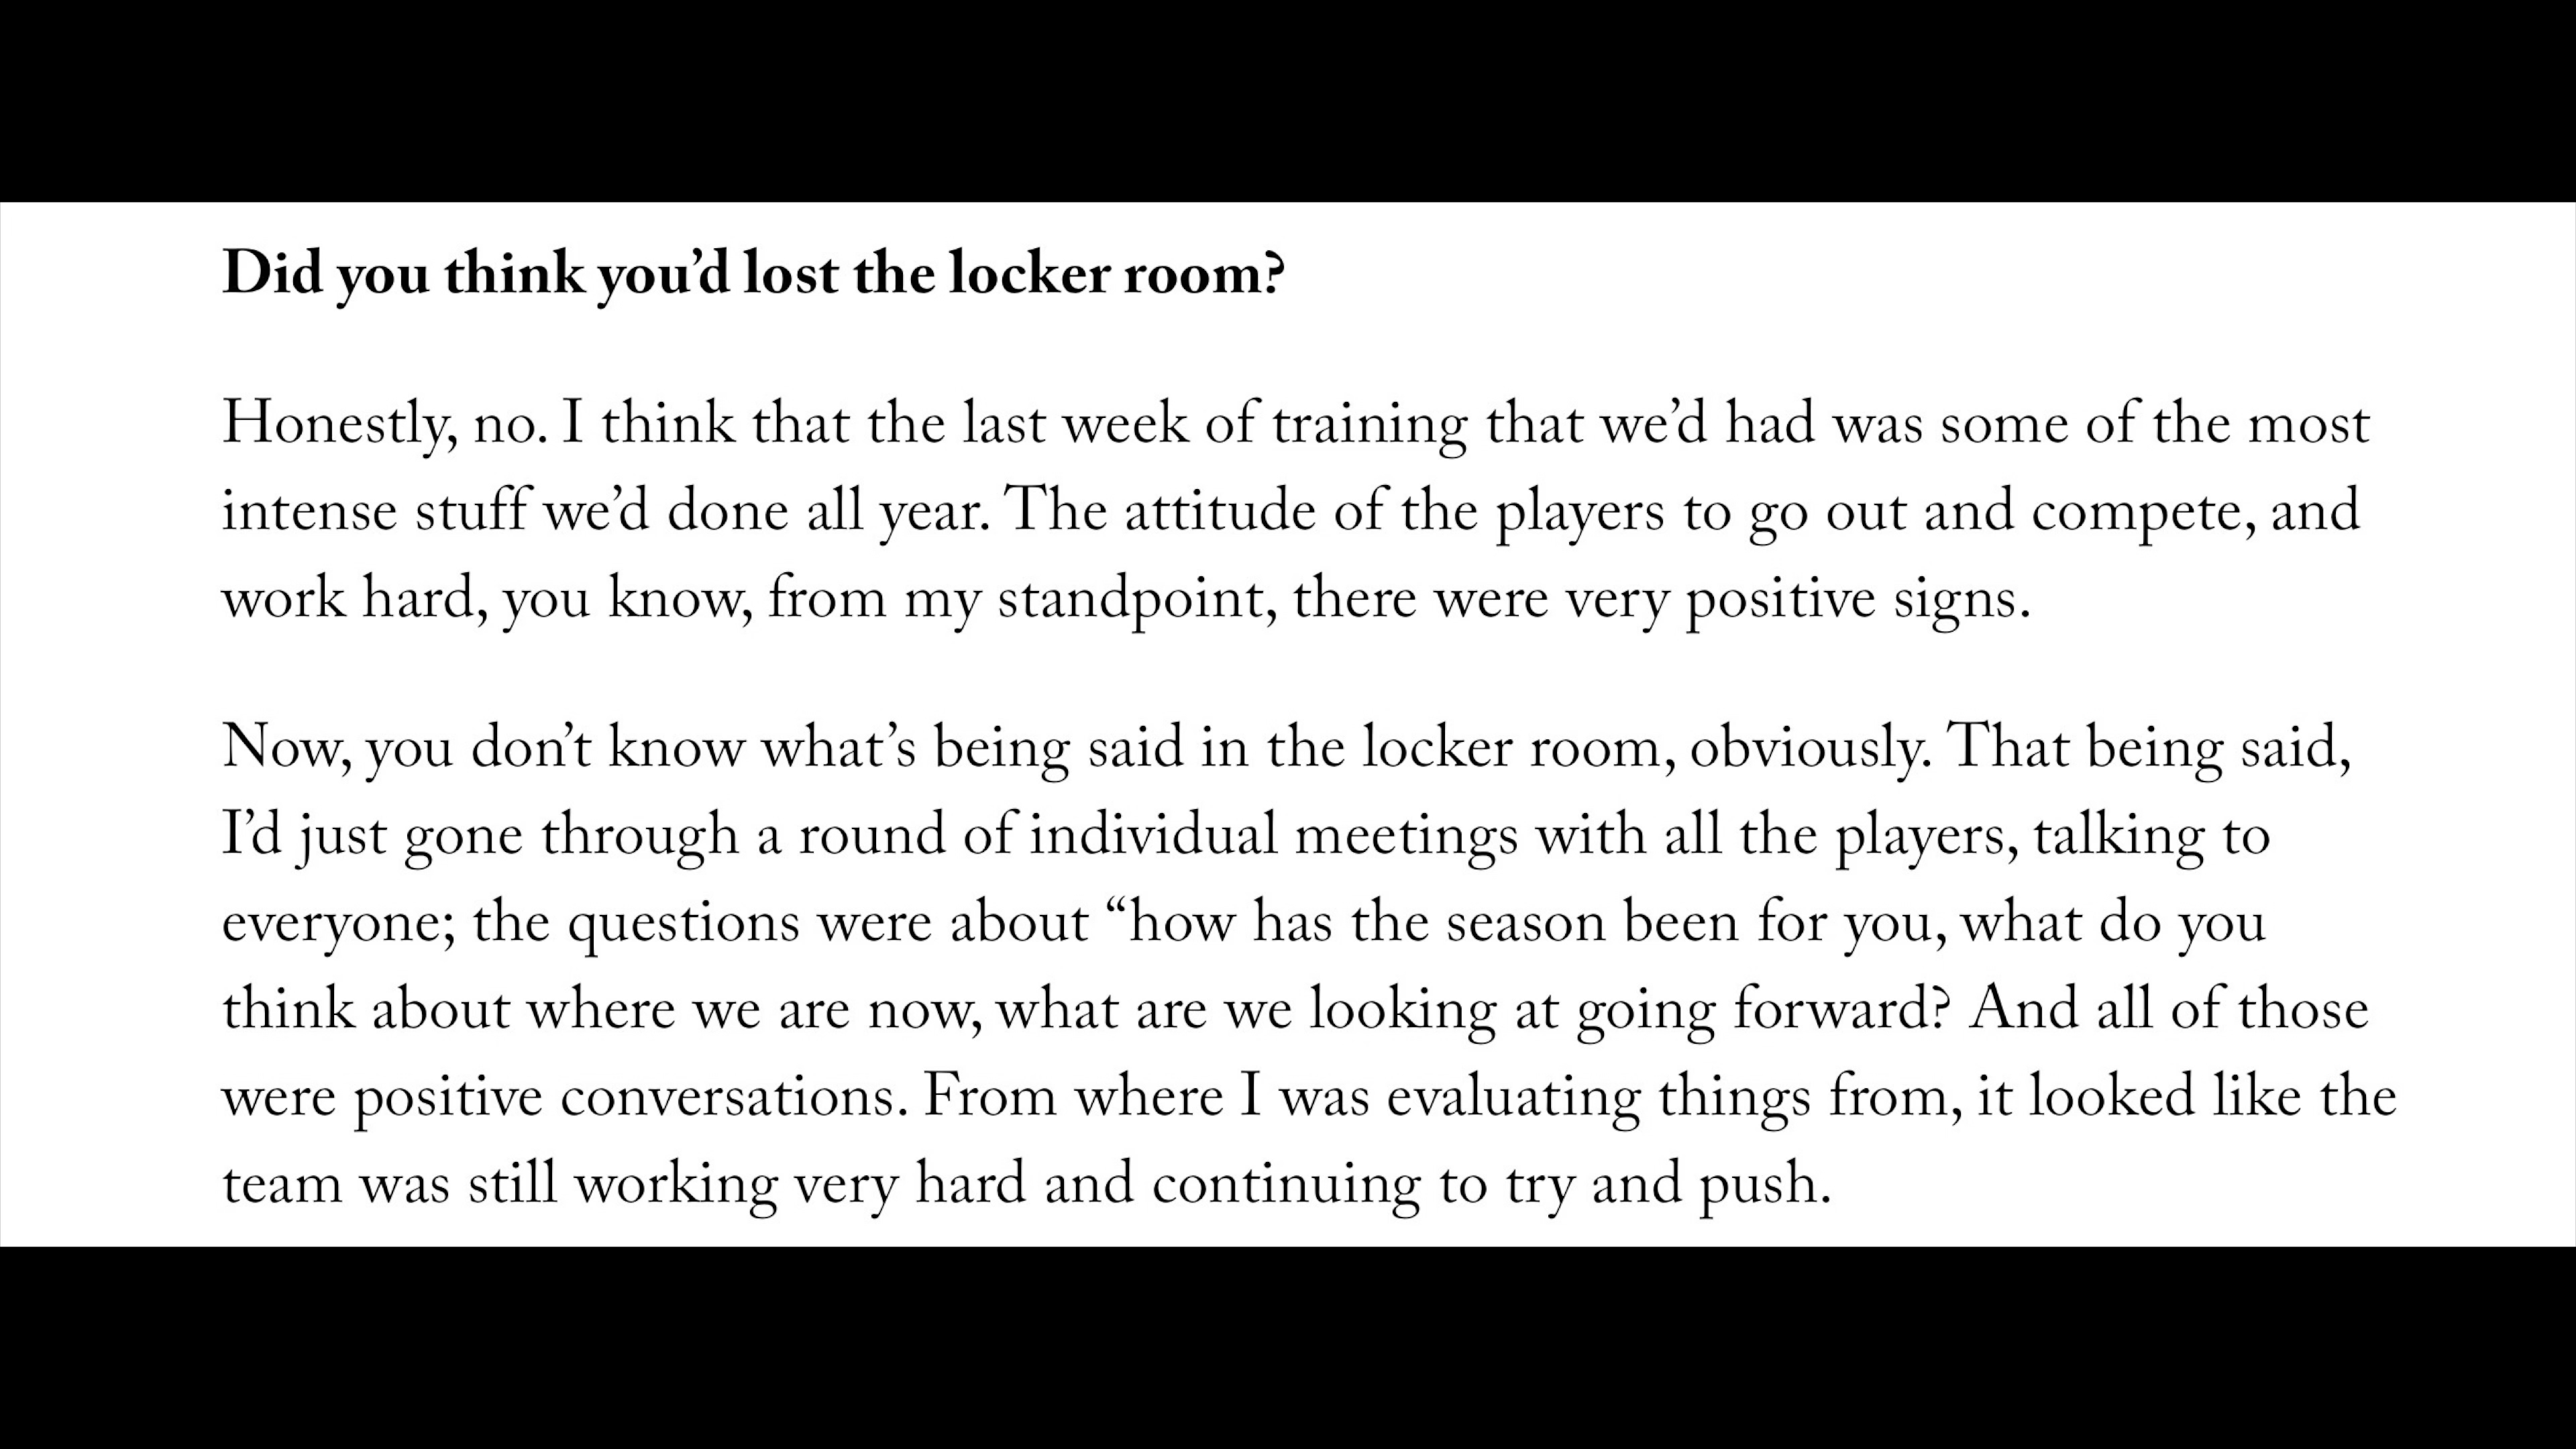 Did you think you’d lost the locker room?
Honestly, no. I think that the last week of training that we’d had was some of the most
intense stuff we’d done all year. The attitude of the players to go out and compete, and
work hard, you know, from my standpoint, there were very positive signs.
Now, you don’t know what’s being said in the locker room, obviously. That being said,
I’d just gone through a round of individual meetings with all the players, talking to
everyone; the questions were about “how has the season been for you, what do you
think about where we are now, what are we looking at going forward? And all of those
were positive conversations. From where I was evaluating things from, it looked like the
team was still working very hard and continuing to try and push.